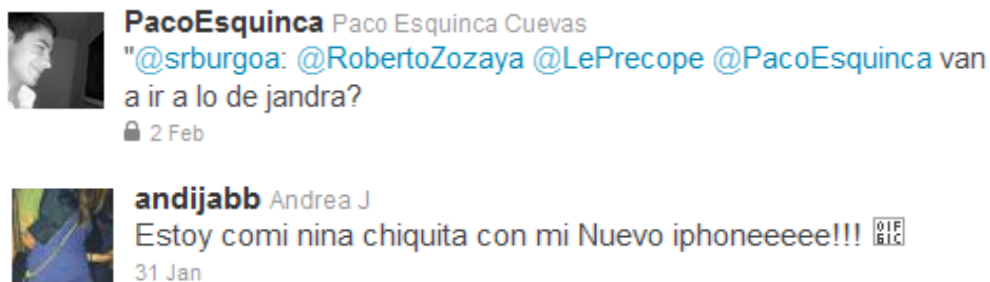 PacoEsquinca Paco Esquinca Cuevas
"@srburgoa: @RobertoZozaya @LePrecope @PacoEsquinca van
a ir a lo de jandra?
2 Feb
andijabb Andrea J
Estoy comi nina chiquita con mi Nuevo iphoneeeee!!!
31 Jan